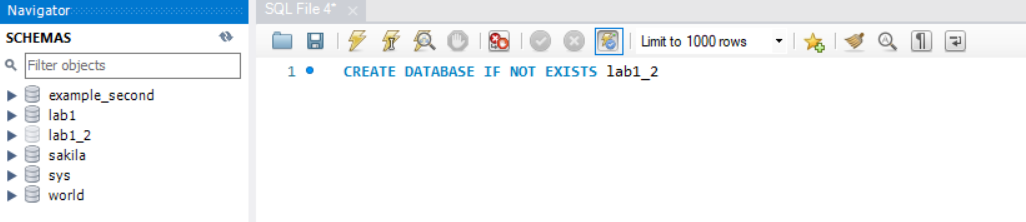 Navigator
SCHEMAS
Filter objects
example_second
lab1
lab1_2
sakila
sys
world
SQL File 4*
Limit to 1000 rows
1
CREATE DATABASE IF NOT EXISTS lab1_2